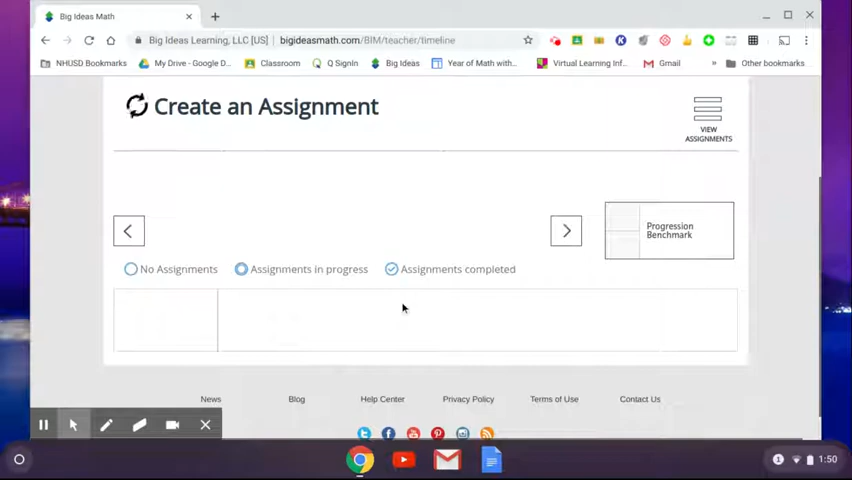 Big Ideas Math
Big Ideas Learning, LLC [US] bigideasmath.com/BIM/teacher/timeline
NHUSD Bookmarks My Drive - Google D... Classroom Q SignIn Big Ideas Year of Math with... Virtual Learning Inf... Gmail » Other bookmarks
Create an Assignment
VIEW
ASSIGNMENTS
Progression
Benchmark
No Assignments Assignments in progress Assignments completed
News Blog Help Center Privacy Policy Terms of Use Contact Us
1 1:50